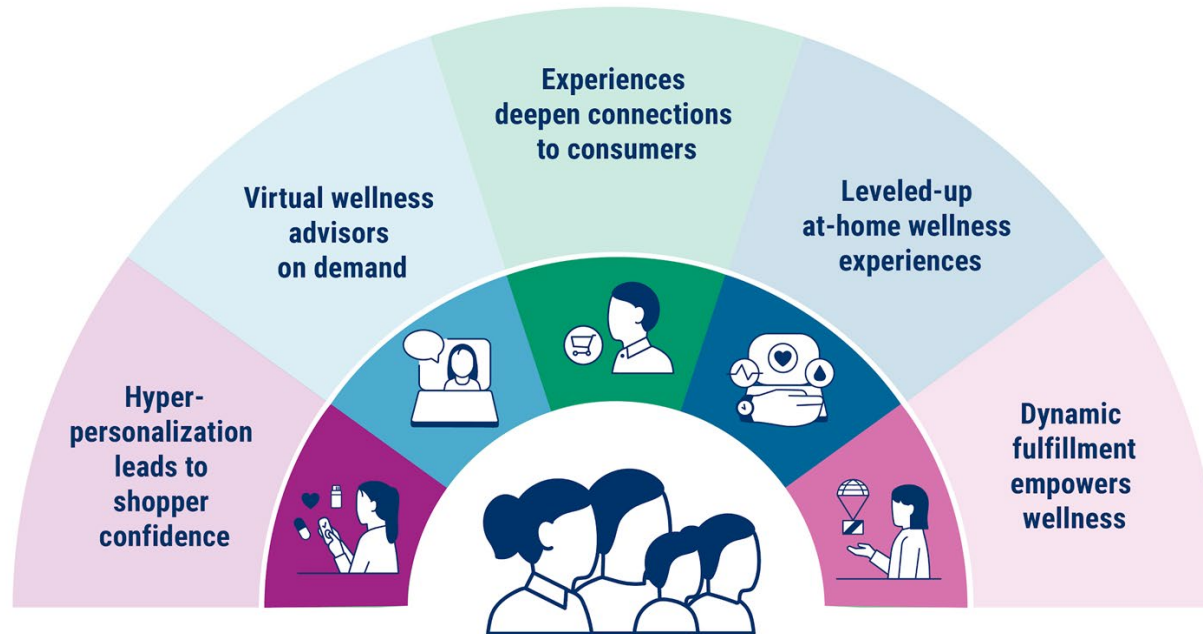 Hyper-
personalization
leads to
shopper
confidence
Virtual wellness
advisors
on demand
Experiences
deepen connections
to consumers
Leveled-up
at-home wellness
experiences
Dynamic
fulfillment
empowers
wellness